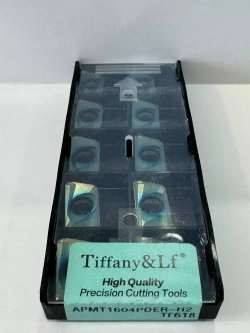 Tiffany&Lf
High Quality
Precision Cutting Tools
APMT1604PDER-H2
TF618